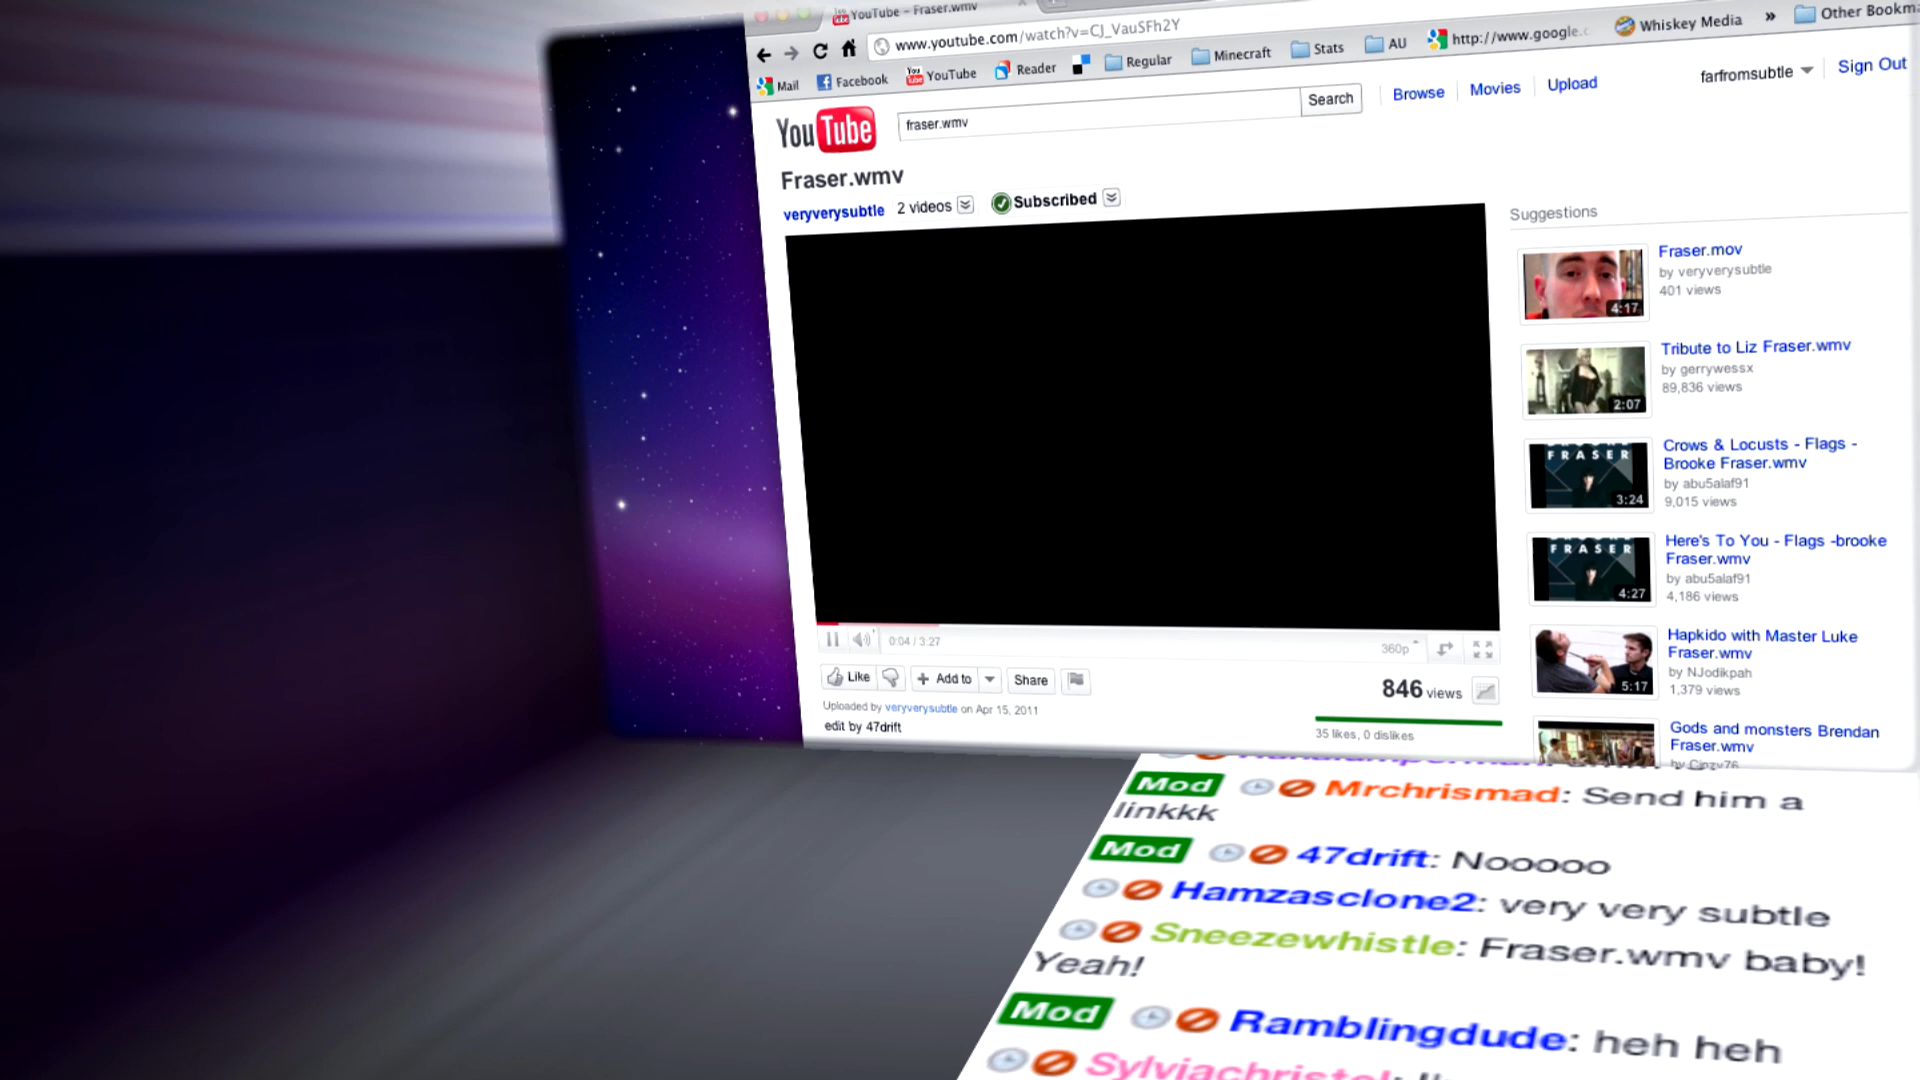 YouTube - Fraser.wmv
www.youtube.com/watch?v=CJ_VauSFh2Y
Mail Facebook YouTube Reader Regular Minecraft Stats AU http://www.google.c Whiskey Media » Other Bookma
YouTube fraser.wmv Search Browse Movies Upload farfromsubtle Sign Out
Fraser.wmv
veryverysubtle 2 videos Subscribed
Suggestions
Fraser.mov
by veryverysubtle
401 views
4:17
Tribute to Liz Fraser.wmv
by gerrywessx
89,836 views
2:07
Crows & Locusts - Flags -
Brooke Fraser.wmv
by abu5alaf91
9,015 views
FRASER
3:24
Here's To You - Flags -brooke
Fraser.wmv
by abu5alaf91
4,186 views
FRASER
4:27
Hapkido with Master Luke
Fraser.wmv
by NJodikpah
1,379 views
5:17
Gods and monsters Brendan
Fraser.wmv
by Cinzy76
0:04 / 3:27 360p
Like Add to Share 846 views
Uploaded by veryverysubtle on Apr 15, 2011
edit by 47drift
35 likes, 0 dislikes
Mod Mrchrismad: Send him a
linkkk
Mod 47drift: Nooooo
Hamzasclone2: very very subtle
Sneezewhistle: Fraser.wmv baby!
Yeah!
Mod Ramblingdude: heh heh
Sylviachristel: